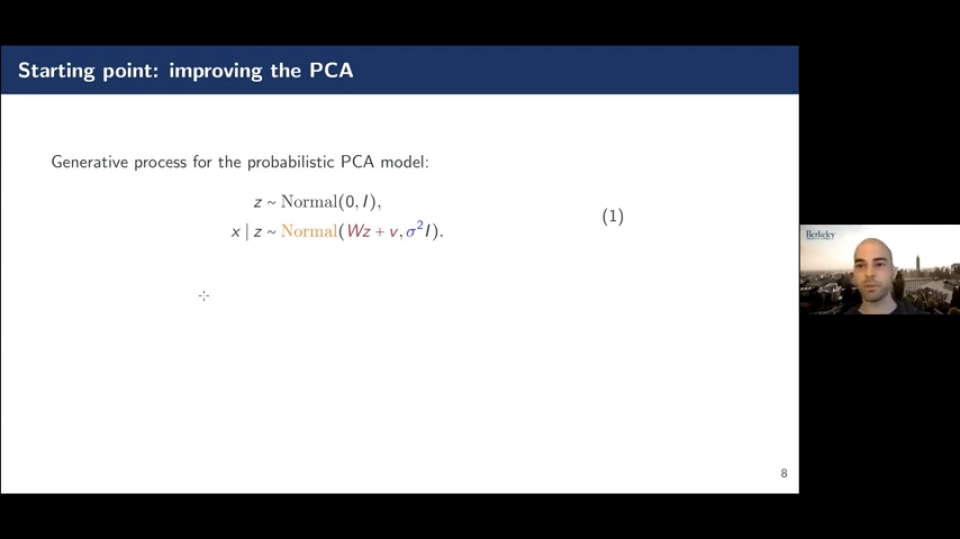 Starting point: improving the PCA
Generative process for the probabilistic PCA model:
z ~ Normal(0, I),
x | z ~ Normal(Wz + v, σ²I).
(1)
Berkeley
8